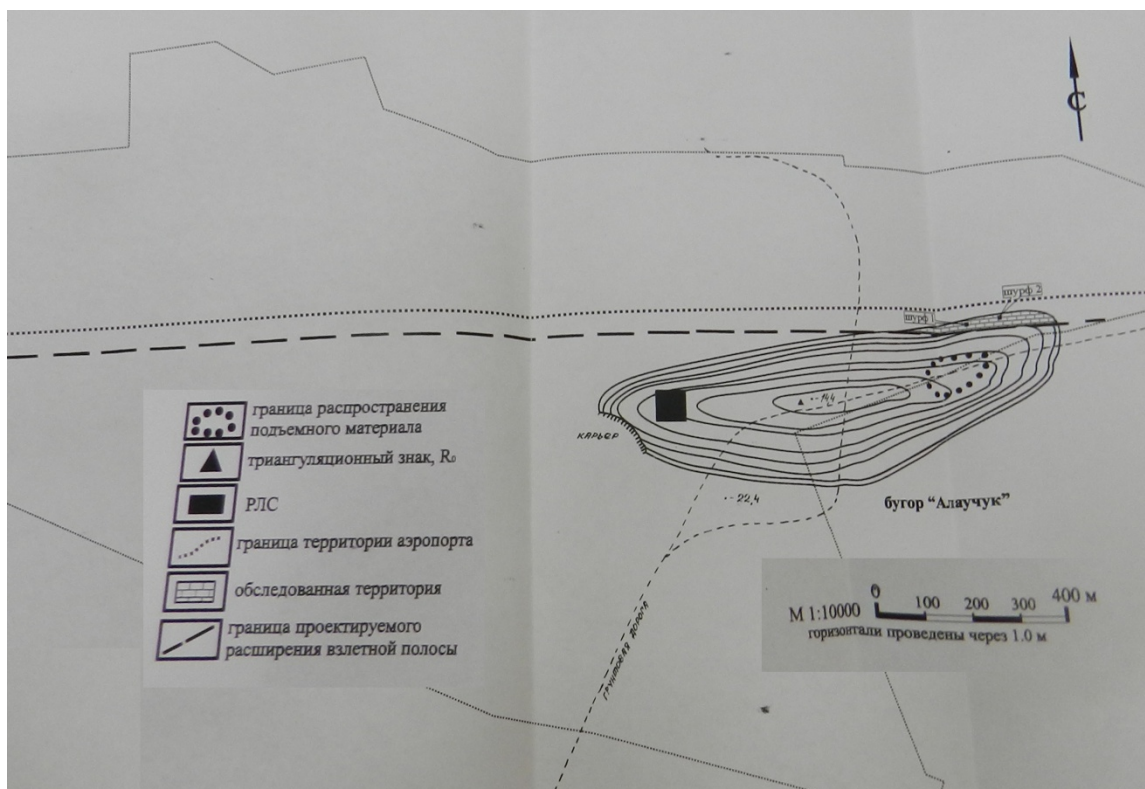 С
шурф 2
шурф 1
-14,4
КАРЬЕР
-22,4
бугор "Аляучук"
ГРУНТОВАЯ ДОРОГА
граница распространения
подъемного материала
триангуляционный знак, R₀
РЛС
граница территории аэропорта
обследованная территория
граница проектируемого
расширения взлетной полосы
М 1:10000
0 100 200 300 400 м
горизонтали проведены через 1.0 м